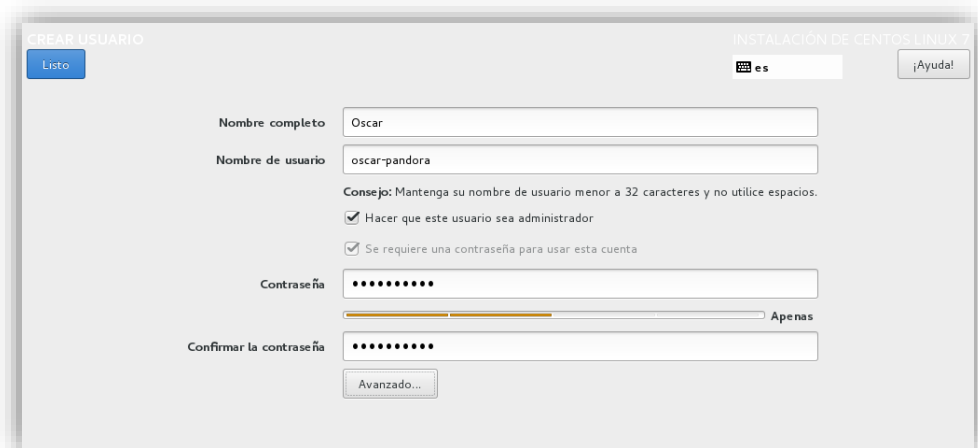 CREAR USUARIO
INSTALACIÓN DE CENTOS LINUX 7
Listo
es
¡Ayuda!
Nombre completo
Oscar
Nombre de usuario
oscar-pandora
Consejo: Mantenga su nombre de usuario menor a 32 caracteres y no utilice espacios.
Hacer que este usuario sea administrador
Se requiere una contraseña para usar esta cuenta
Contraseña
••••••••••
Apenas
Confirmar la contraseña
••••••••••
Avanzado...